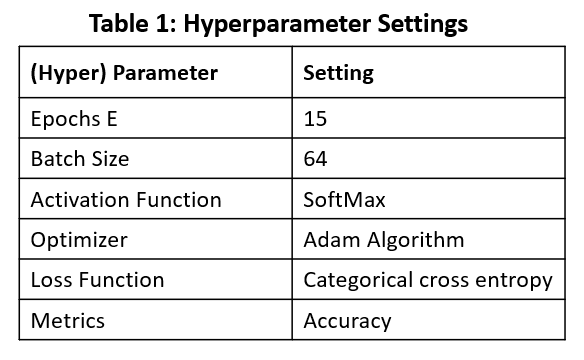 Table 1: Hyperparameter Settings
(Hyper) Parameter Setting
Epochs E 15
Batch Size 64
Activation Function SoftMax
Optimizer Adam Algorithm
Loss Function Categorical cross entropy
Metrics Accuracy